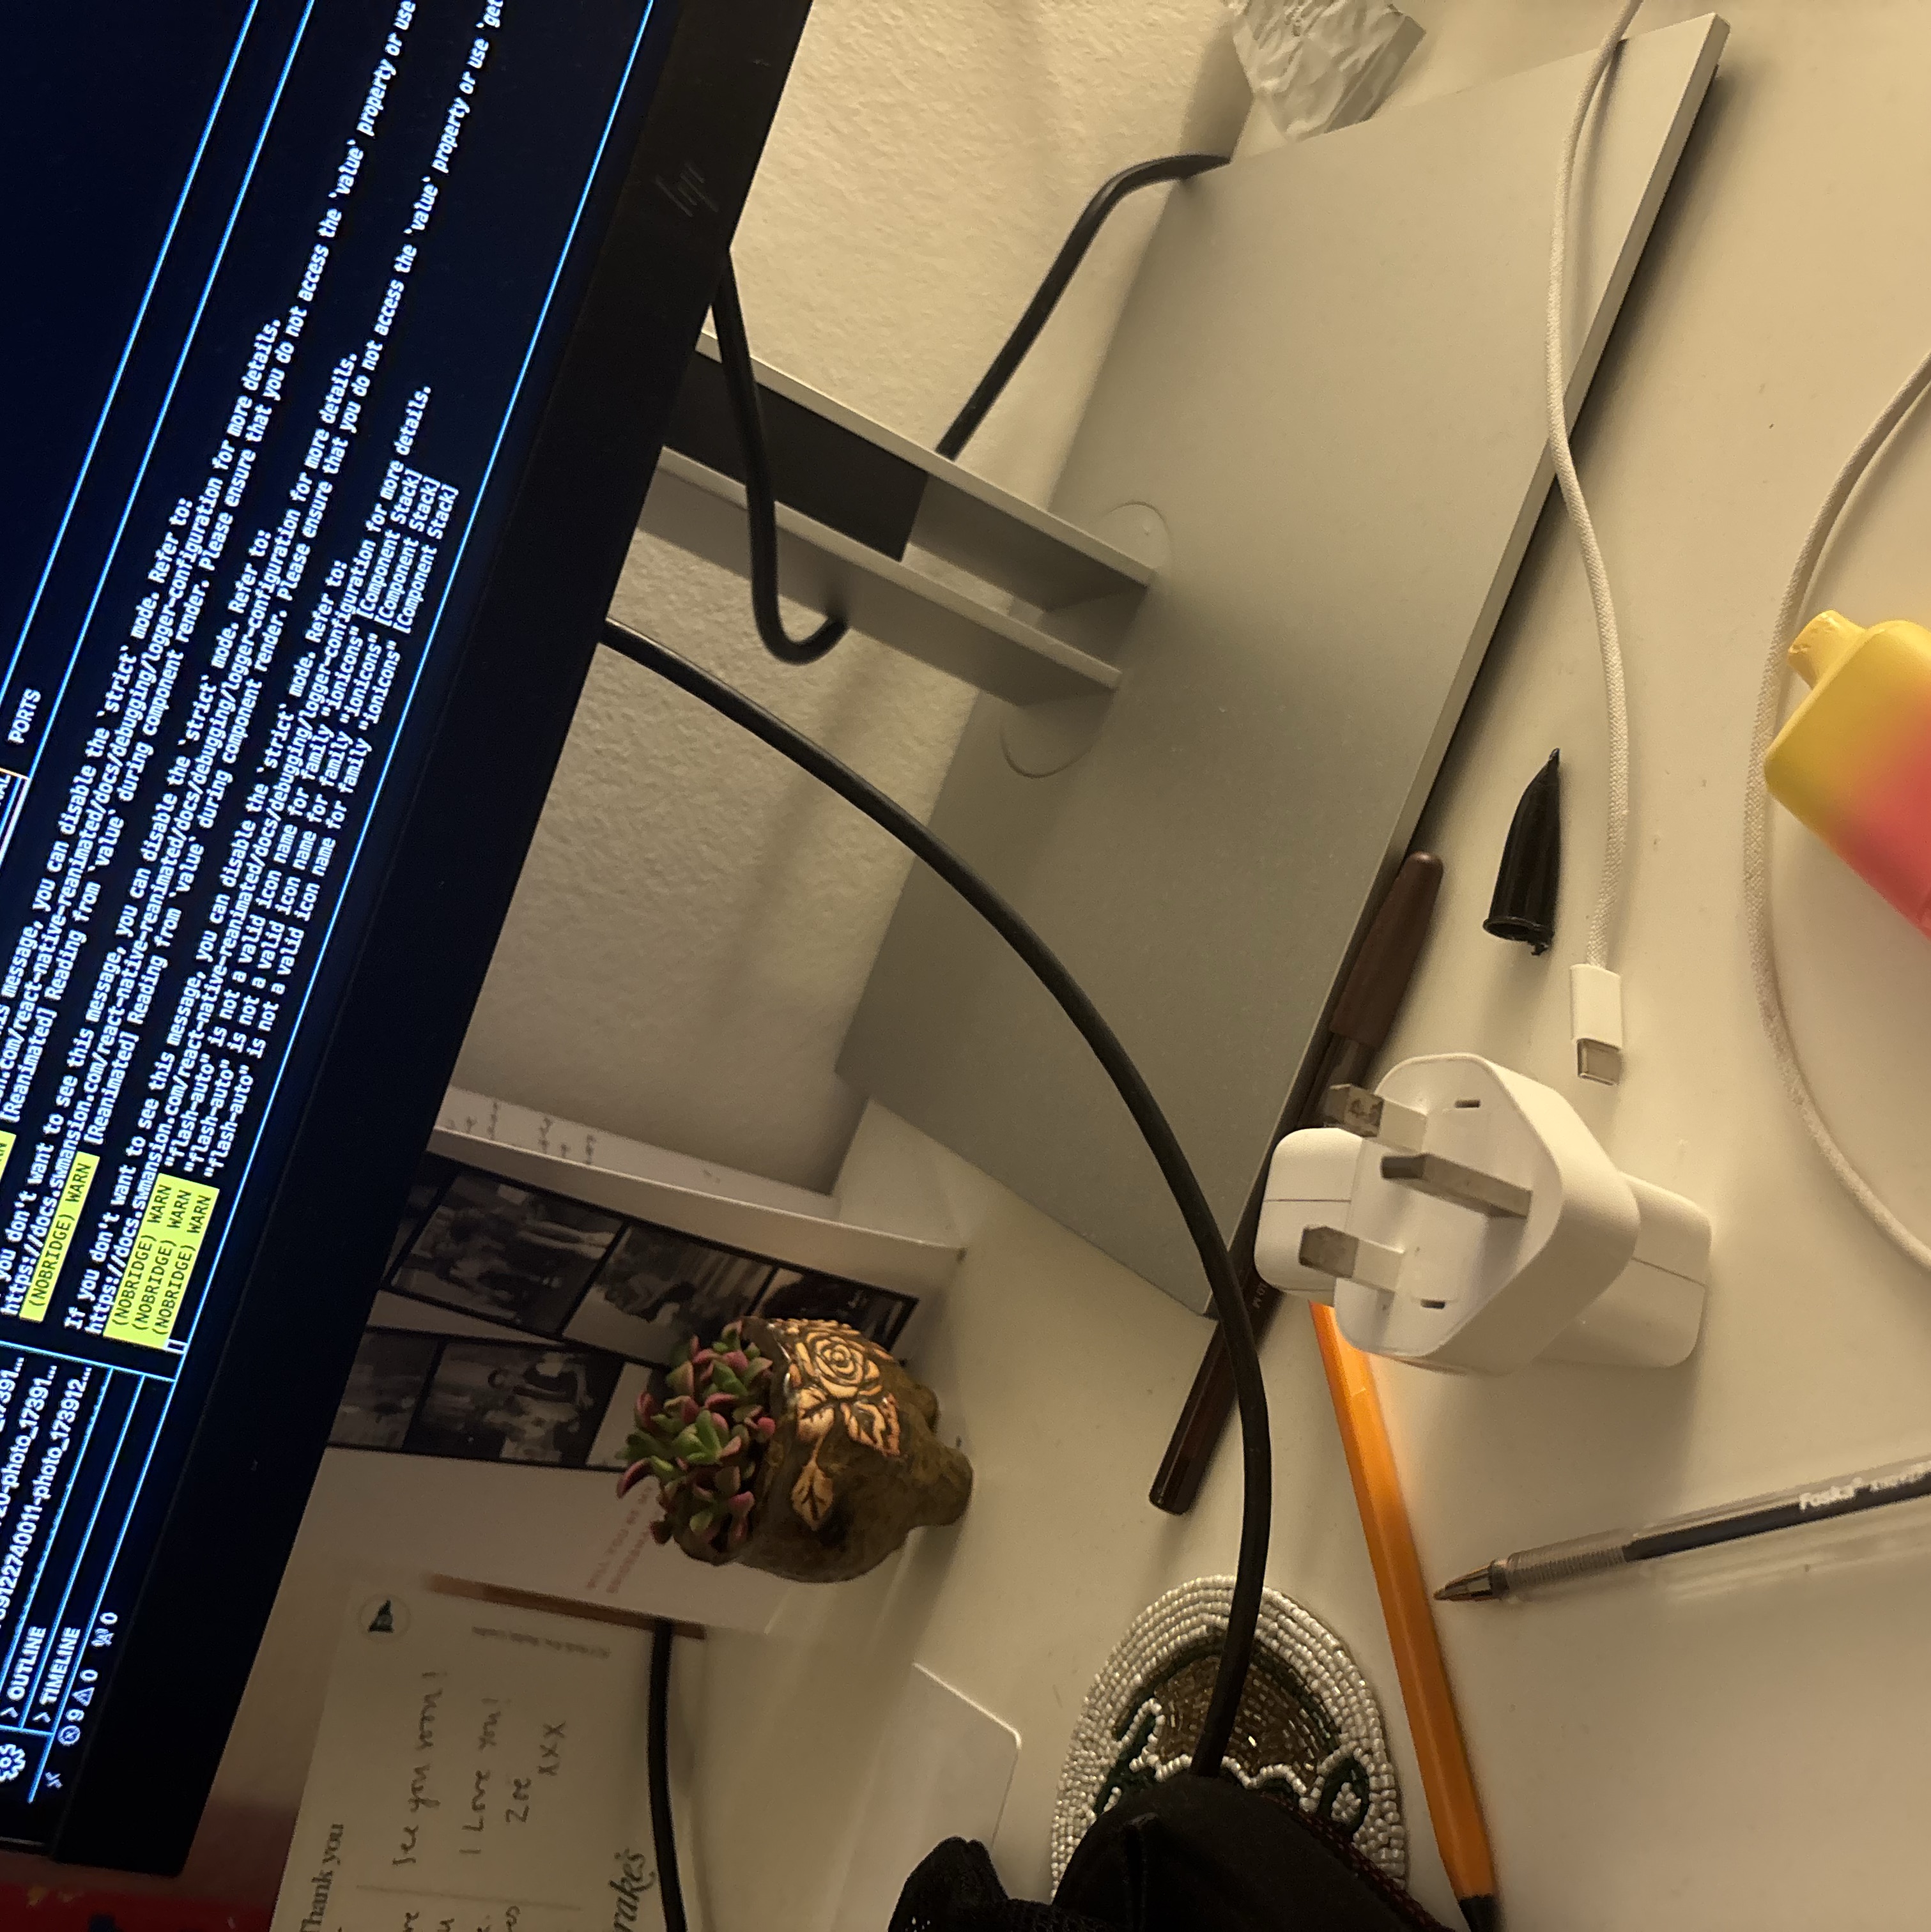 PORTS
[Reanimated] Reading from `value` during component render. Please ensure that you do not access the `value` property or use
you don't want to see this message, you can disable the `strict` mode. Refer to:
https://docs.swmansion.com/react-native-reanimated/docs/debugging/logger-configuration for more details.
(NOBRIDGE) WARN [Reanimated] Reading from `value` during component render. Please ensure that you do not access the `value` property or use `get
If you don't want to see this message, you can disable the `strict` mode. Refer to:
https://docs.swmansion.com/react-native-reanimated/docs/debugging/logger-configuration for more details.
(NOBRIDGE) WARN "flash-auto" is not a valid icon name for family "ionicons" [Component Stack]
(NOBRIDGE) WARN "flash-auto" is not a valid icon name for family "ionicons" [Component Stack]
(NOBRIDGE) WARN "flash-auto" is not a valid icon name for family "ionicons" [Component Stack]
OUTLINE
TIMELINE
9 0 0
Thank you
See you soon!
I Love You!
Zoe
xxx
rake's
hp